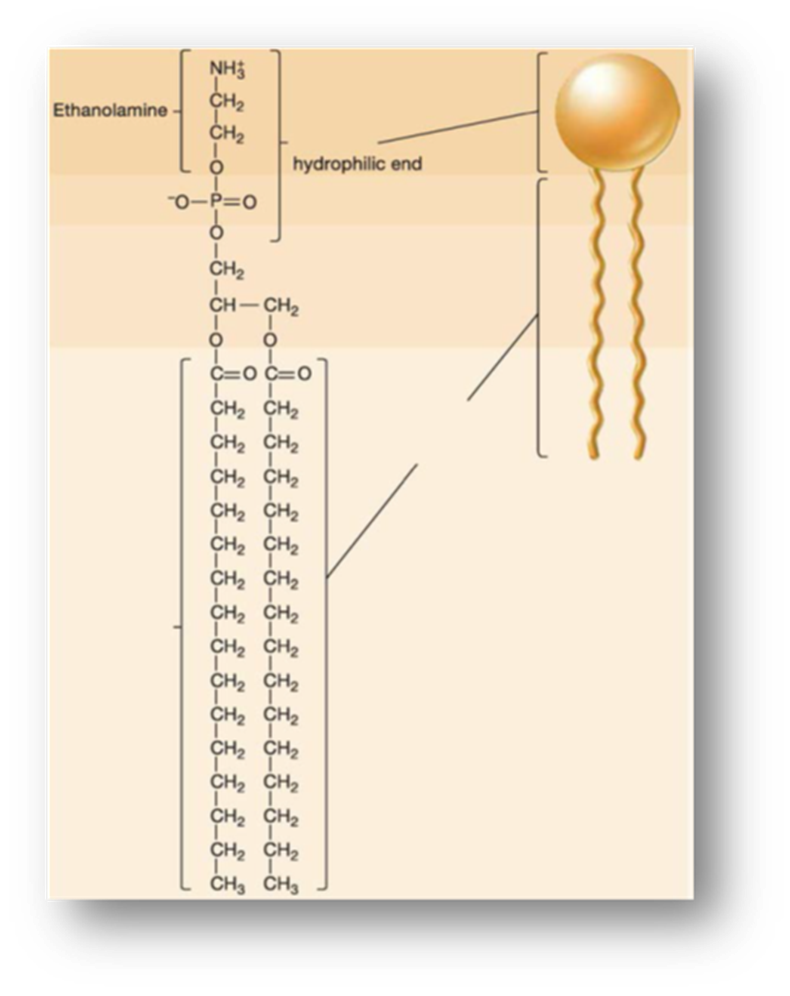 NH₃⁺
CH₂
Ethanolamine
CH₂
O
hydrophilic end
⁻O—P=O
O
CH₂
CH—CH₂
O O
C=O C=O
CH₂ CH₂
CH₂ CH₂
CH₂ CH₂
CH₂ CH₂
CH₂ CH₂
CH₂ CH₂
CH₂ CH₂
CH₂ CH₂
CH₂ CH₂
CH₂ CH₂
CH₂ CH₂
CH₂ CH₂
CH₂ CH₂
CH₂ CH₂
CH₃ CH₃